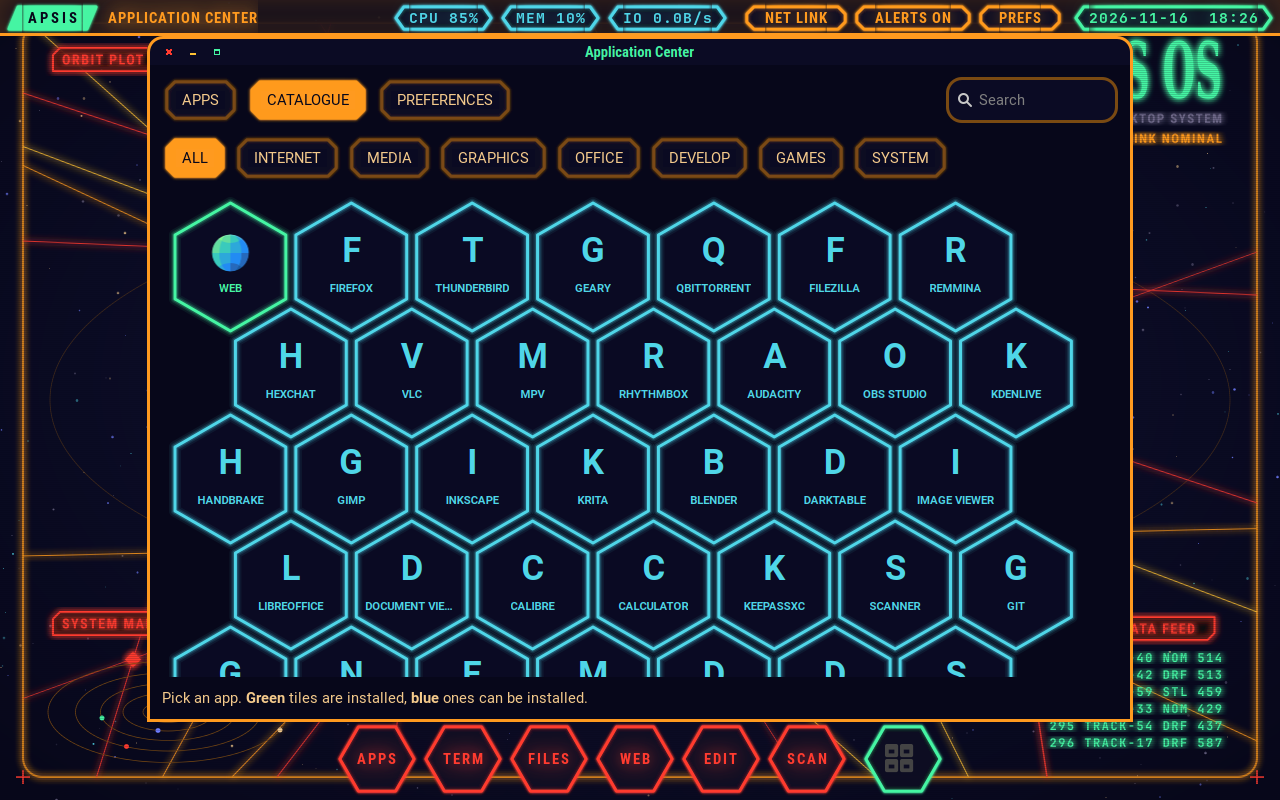 APSIS APPLICATION CENTER CPU 85% MEM 10% IO 0.0B/s NET LINK ALERTS ON PREFS 2026-11-16 18:26
Application Center
ORBIT PLOT
S OS
KTOP SYSTEM
INK NOMINAL
APPS CATALOGUE PREFERENCES Search
ALL INTERNET MEDIA GRAPHICS OFFICE DEVELOP GAMES SYSTEM
F T G Q F R
WEB FIREFOX THUNDERBIRD GEARY QBITTORRENT FILEZILLA REMMINA
H V M R A O K
HEXCHAT VLC MPV RHYTHMBOX AUDACITY OBS STUDIO KDENLIVE
H G I K B D I
HANDBRAKE GIMP INKSCAPE KRITA BLENDER DARKTABLE IMAGE VIEWER
L D C C K S G
LIBREOFFICE DOCUMENT VIE... CALIBRE CALCULATOR KEEPASSXC SCANNER GIT
SYSTEM MA
ATA FEED
G N E M D D S
40 NOM 514
42 DRF 513
59 STL 459
33 NOM 429
295 TRACK-54 DRF 437
296 TRACK-17 DRF 587
Pick an app. Green tiles are installed, blue ones can be installed.
APPS TERM FILES WEB EDIT SCAN